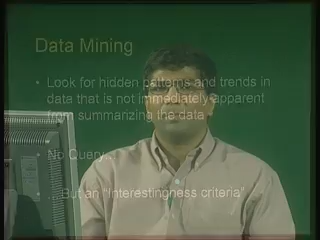 Data Mining
• Look for hidden patterns and trends in
data that is not immediately apparent
from summarizing the data
No Query...
...But an "Interestingness criteria"